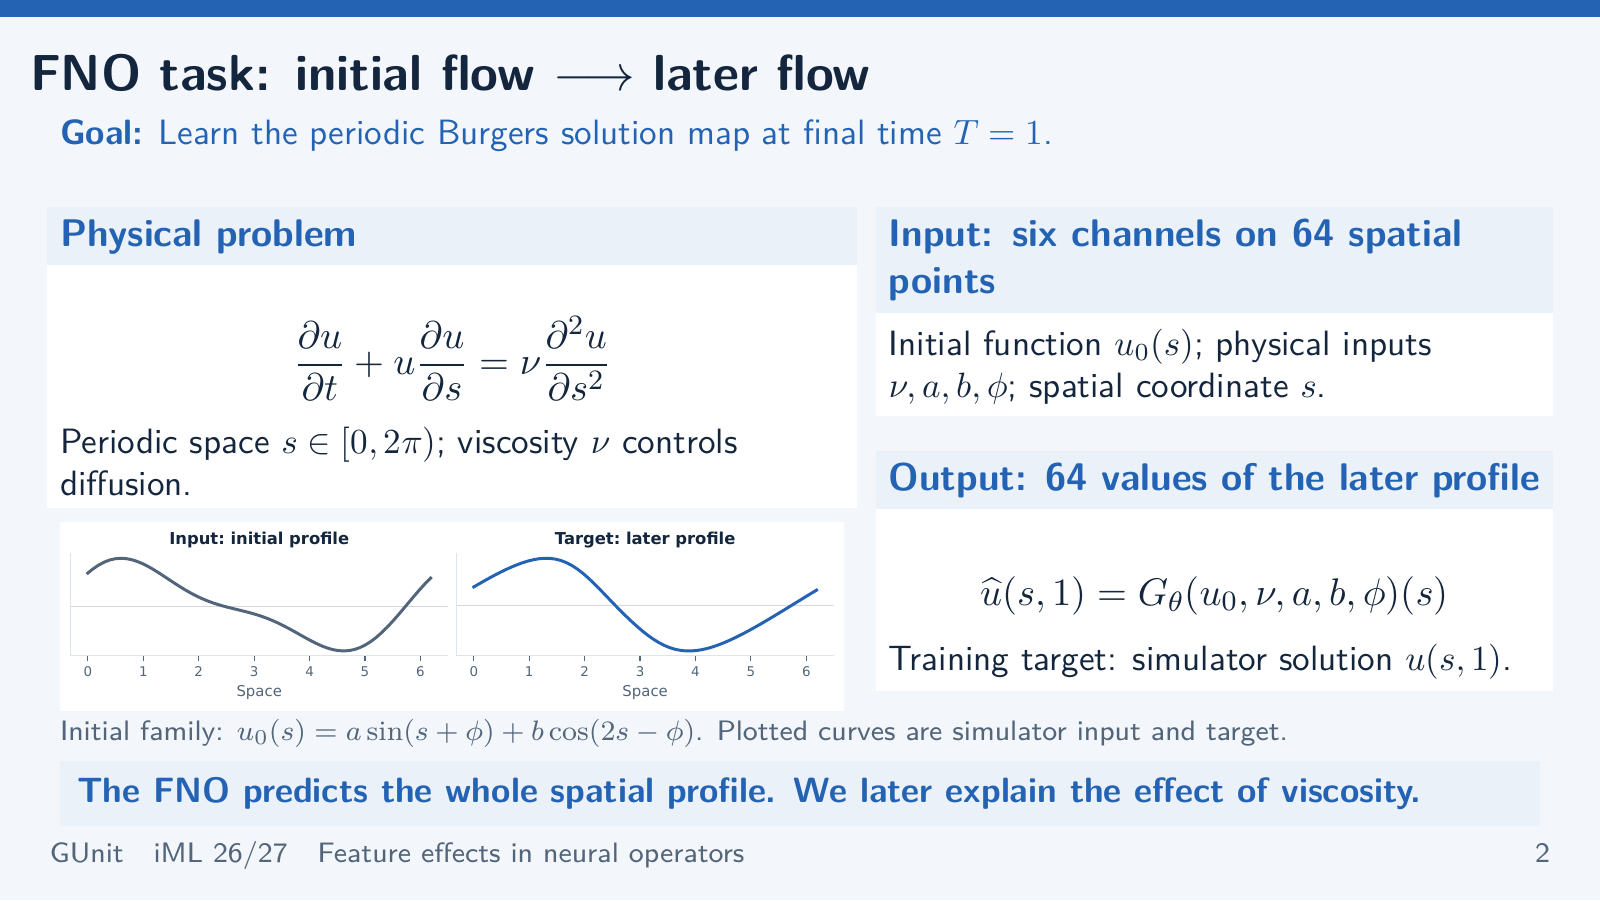 FNO task: initial flow ⟶ later flow
Goal: Learn the periodic Burgers solution map at final time T = 1.
Physical problem
∂u/∂t + u ∂u/∂s = ν ∂²u/∂s²
Periodic space s ∈ [0, 2π); viscosity ν controls
diffusion.
Input: initial profile
0 1 2 3 4 5 6
Space
Target: later profile
0 1 2 3 4 5 6
Space
Input: six channels on 64 spatial
points
Initial function u₀(s); physical inputs
ν, a, b, ϕ; spatial coordinate s.
Output: 64 values of the later profile
û(s, 1) = G_θ(u₀, ν, a, b, ϕ)(s)
Training target: simulator solution u(s, 1).
Initial family: u₀(s) = a sin(s + ϕ) + b cos(2s − ϕ). Plotted curves are simulator input and target.
The FNO predicts the whole spatial profile. We later explain the effect of viscosity.
GUnit iML 26/27 Feature effects in neural operators 2